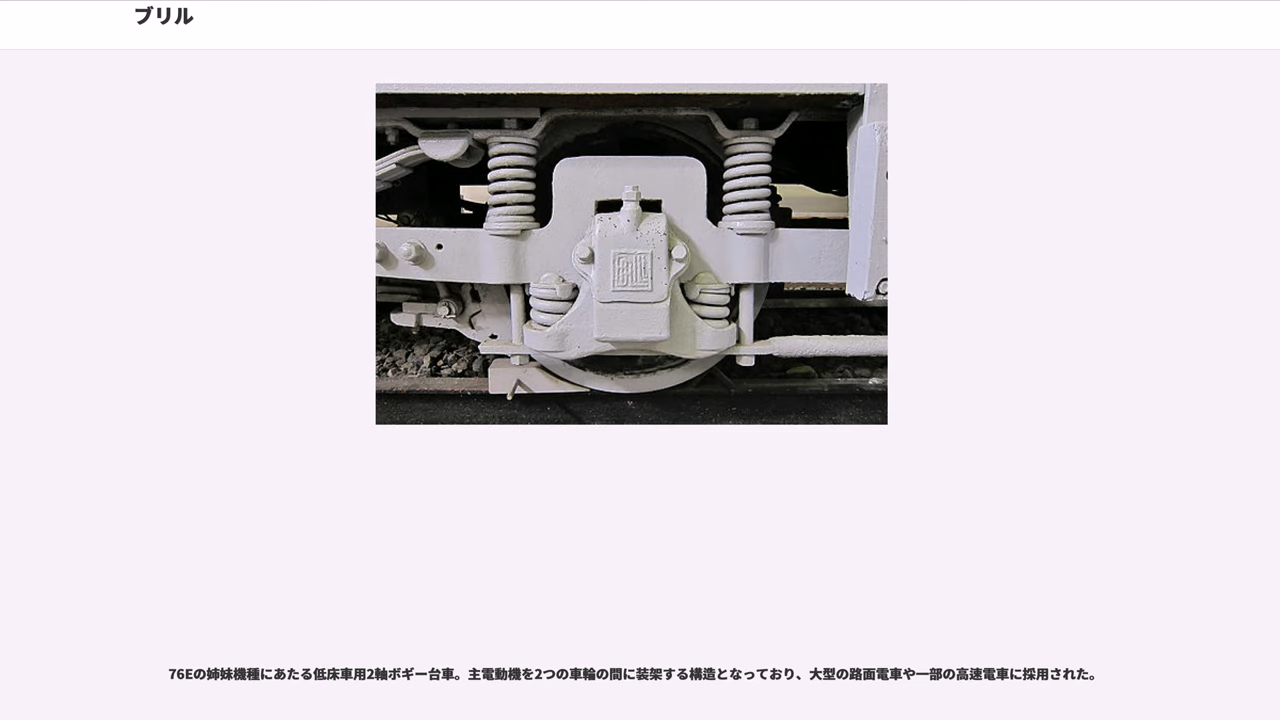 ブリル
Brill
76Eの姉妹機種にあたる低床車用2軸ボギー台車。主電動機を2つの車輪の間に装架する構造となっており、大型の路面電車や一部の高速電車に採用された。